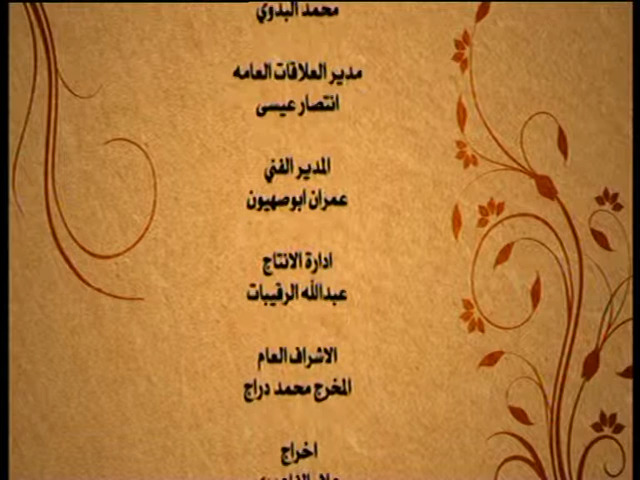 محمد البدوي
مدير العلاقات العامه
انتصار عيسى
المدير الفني
عمران ابوصهيون
ادارة الانتاج
عبدالله الرقيبات
الاشراف العام
المخرج محمد دراج
اخراج